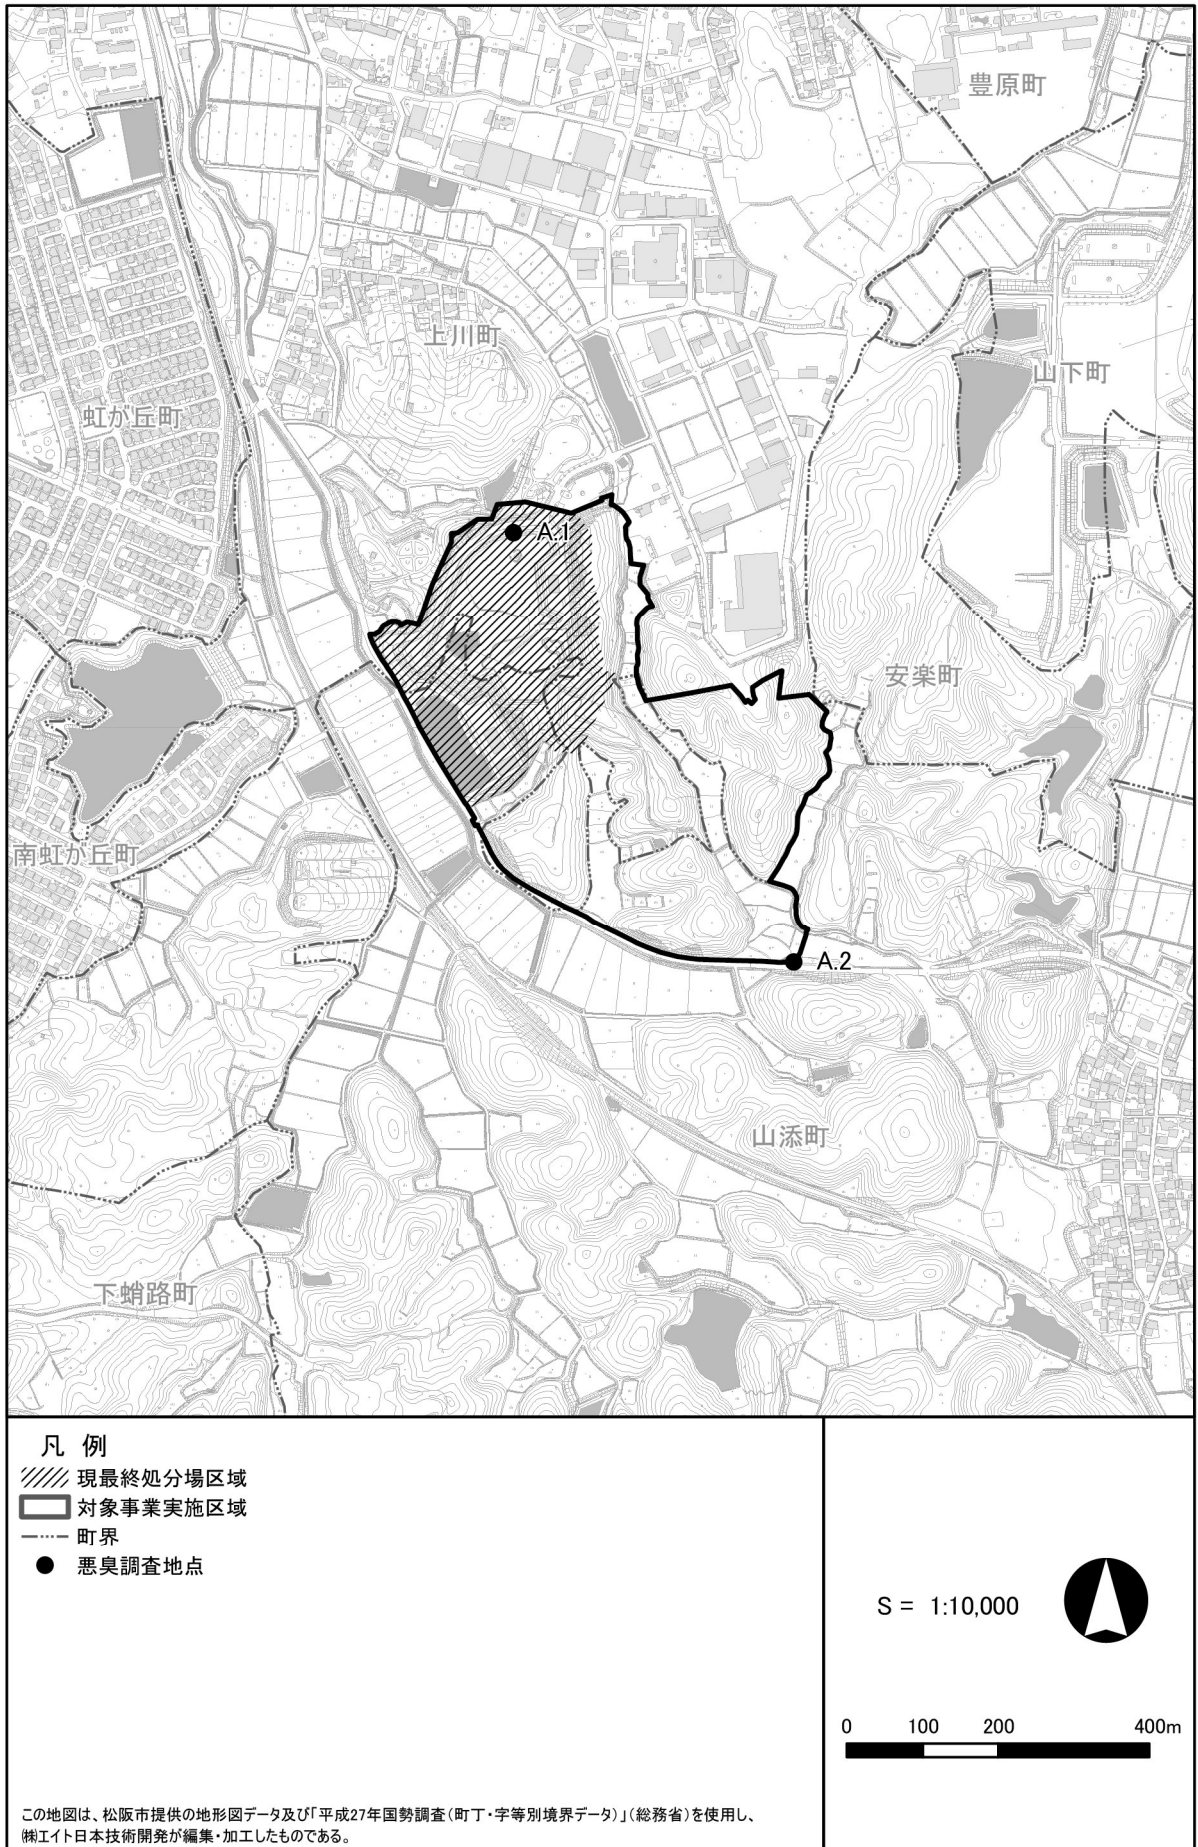 豊原町
上川町
山下町
虹が丘町
A.1
安楽町
南虹が丘町
A.2
山添町
下蛸路町
凡 例
現最終処分場区域
対象事業実施区域
町界
悪臭調査地点
S = 1:10,000
0 100 200 400m
この地図は、松阪市提供の地形図データ及び「平成27年国勢調査(町丁・字等別境界データ)」(総務省)を使用し、
㈱エイト日本技術開発が編集・加工したものである。